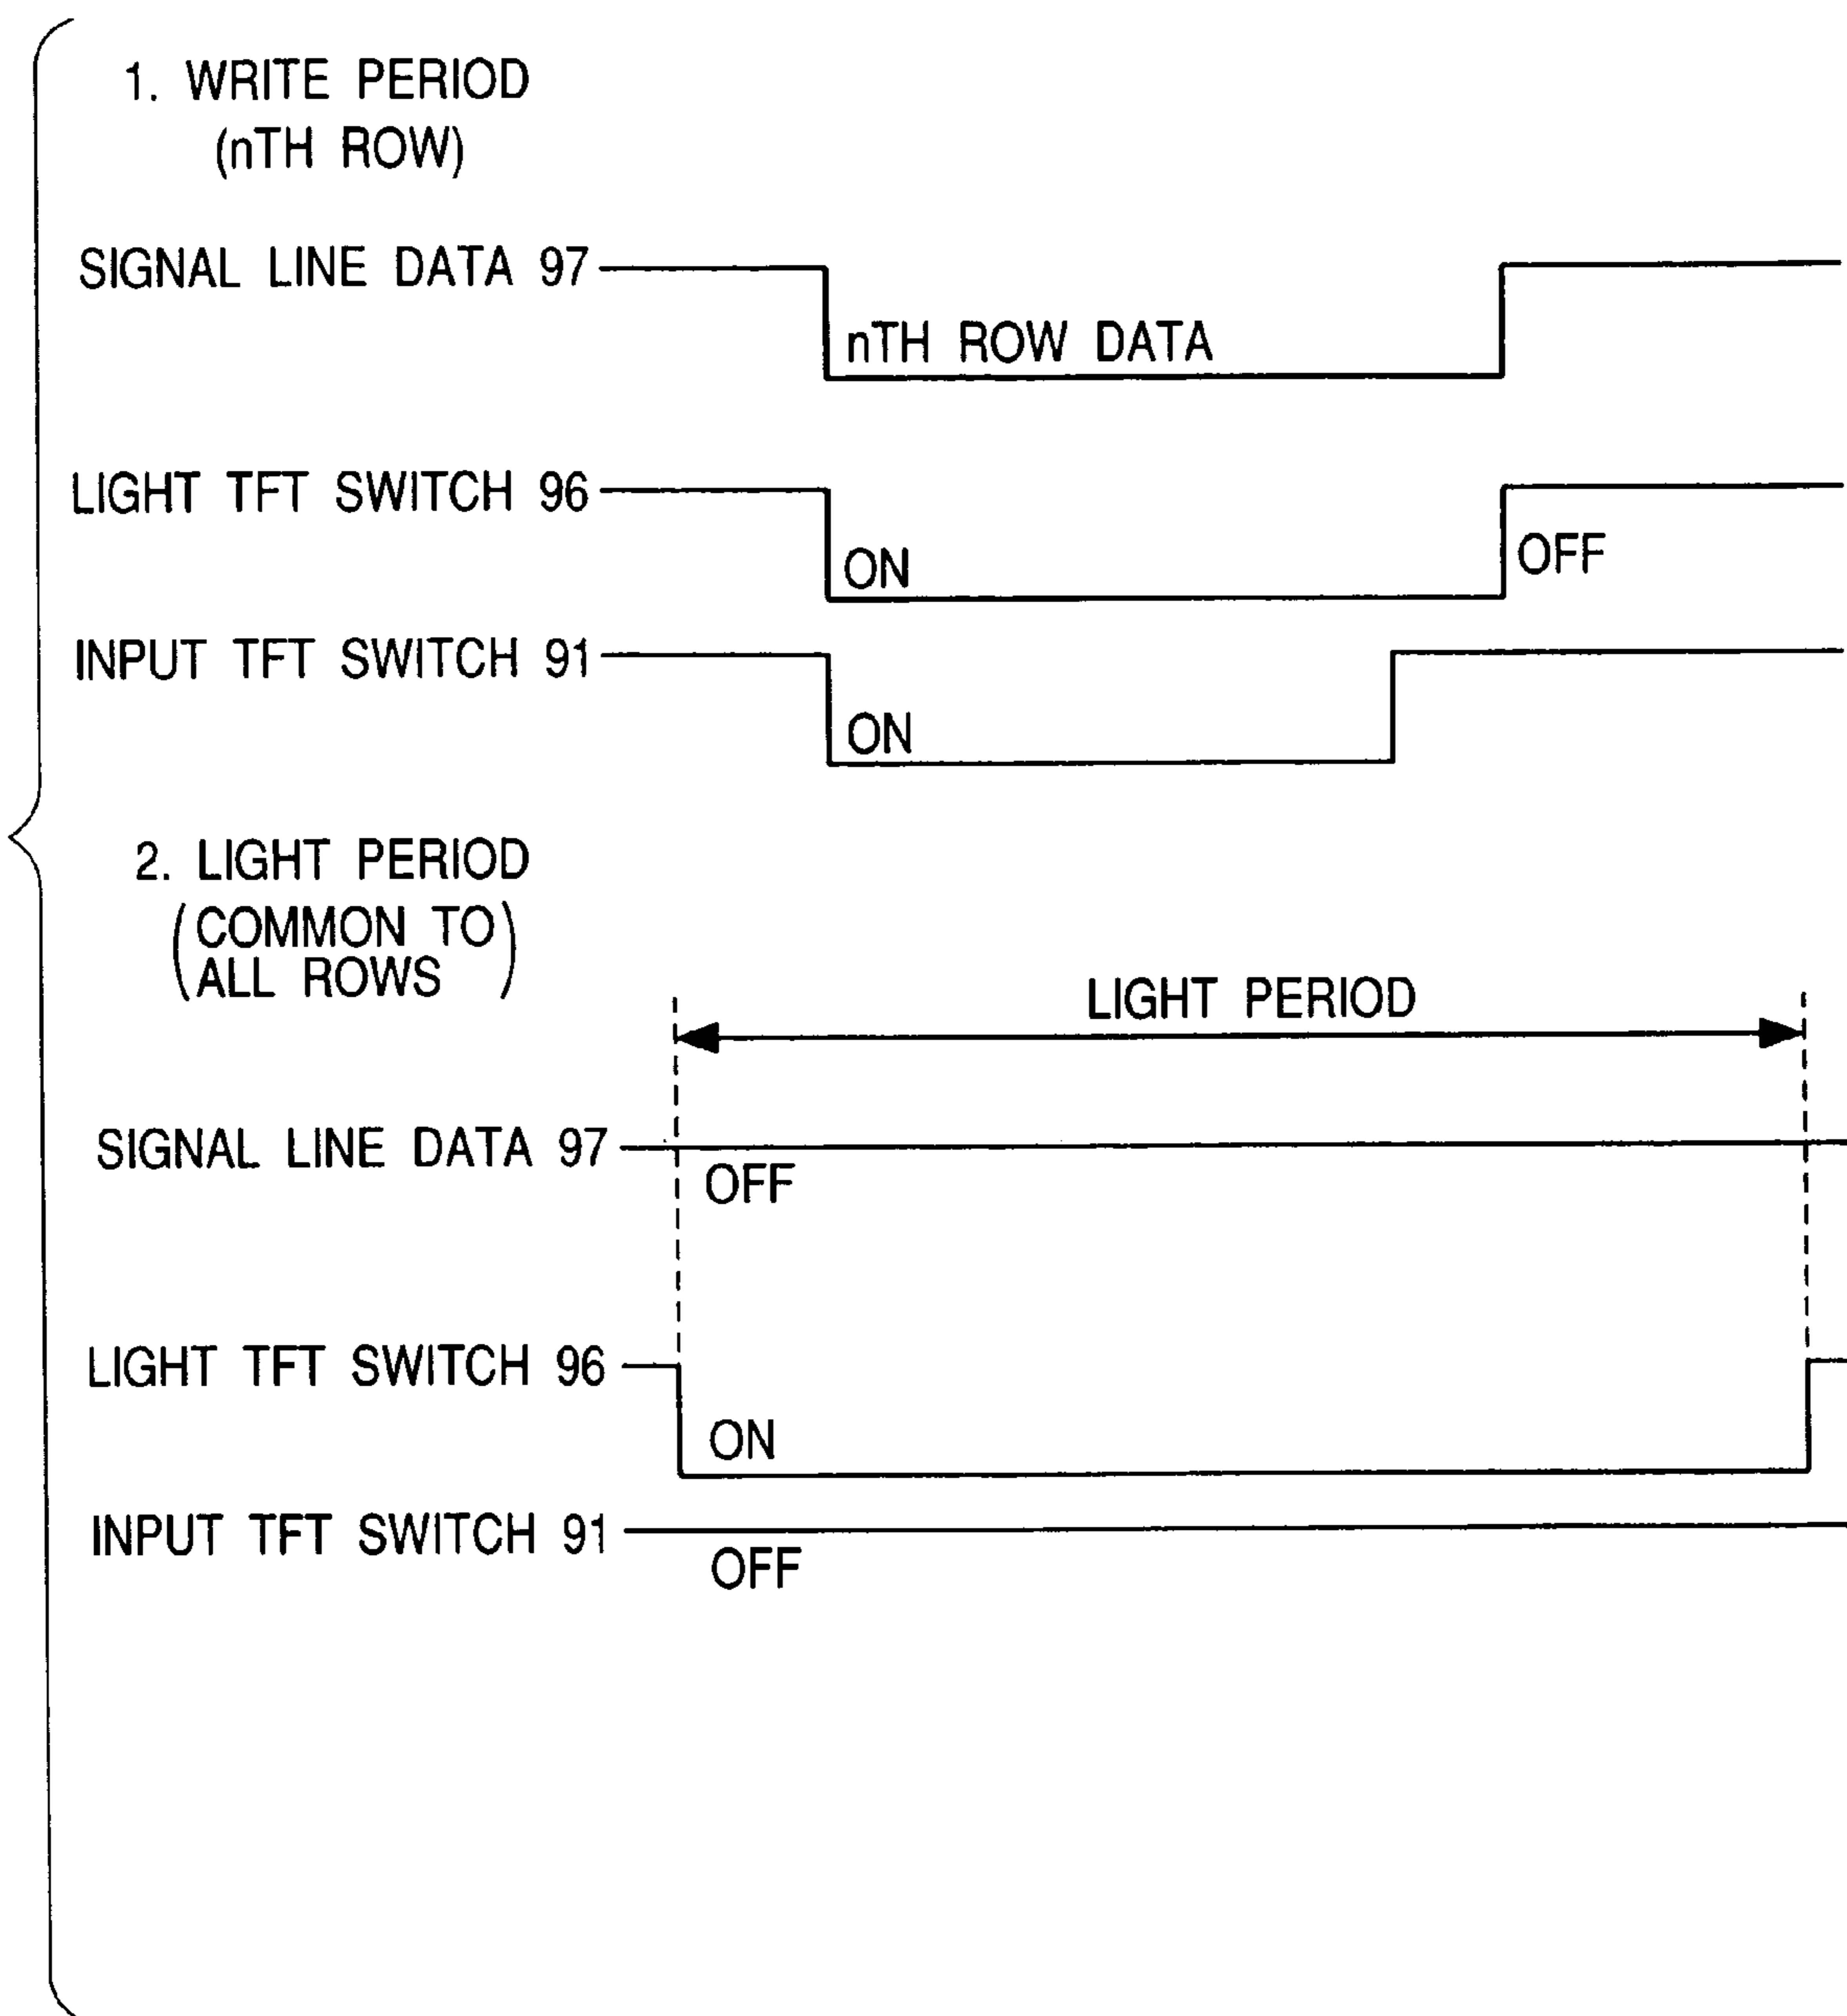 1. WRITE PERIOD
(nTH ROW)
SIGNAL LINE DATA 97
nTH ROW DATA
LIGHT TFT SWITCH 96
ON
OFF
INPUT TFT SWITCH 91
ON
2. LIGHT PERIOD
(COMMON TO
ALL ROWS)
LIGHT PERIOD
SIGNAL LINE DATA 97
OFF
LIGHT TFT SWITCH 96
ON
INPUT TFT SWITCH 91
OFF